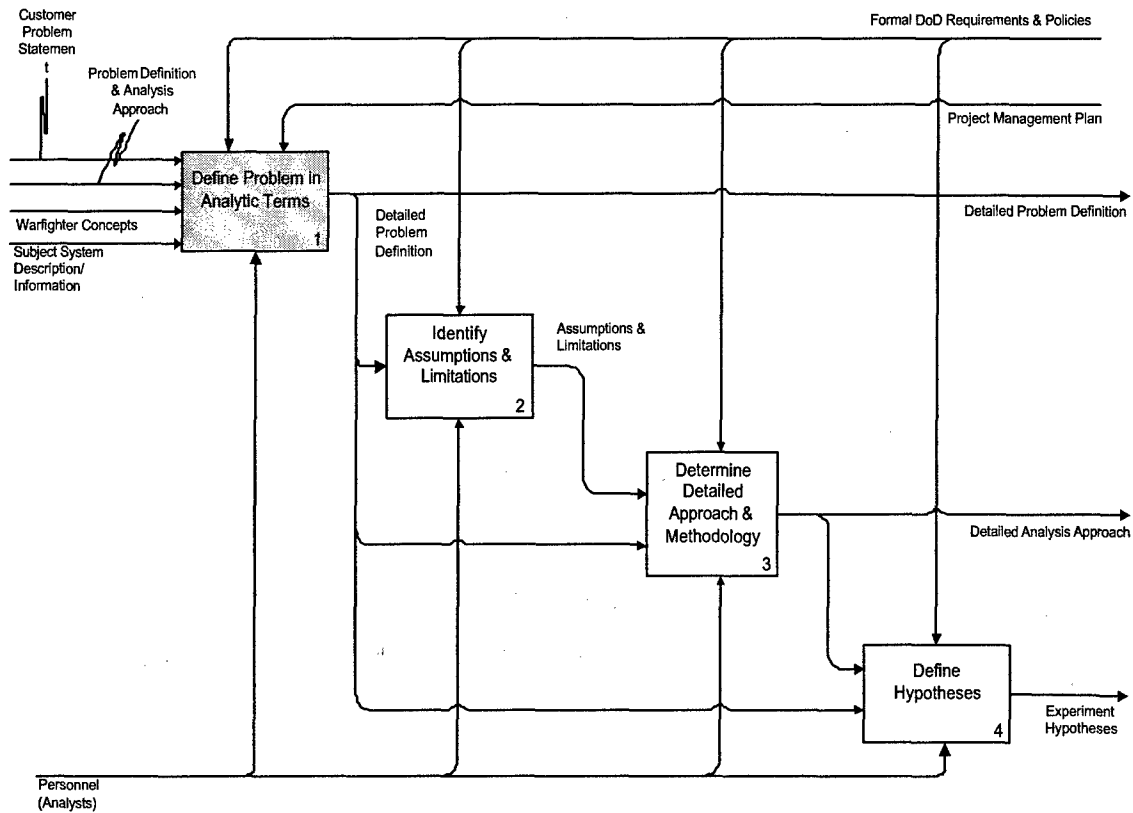 Customer
Problem
Statemen
t
Formal DoD Requirements & Policies
Problem Definition
& Analysis
Approach
Project Management Plan
Define Problem in
Analytic Terms
1
Warfighter Concepts
Subject System
Description/
Information
Detailed
Problem
Definition
Detailed Problem Definition
Identify
Assumptions &
Limitations
2
Assumptions &
Limitations
Determine
Detailed
Approach &
Methodology
3
Detailed Analysis Approach
Define
Hypotheses
4
Experiment
Hypotheses
Personnel
(Analysts)